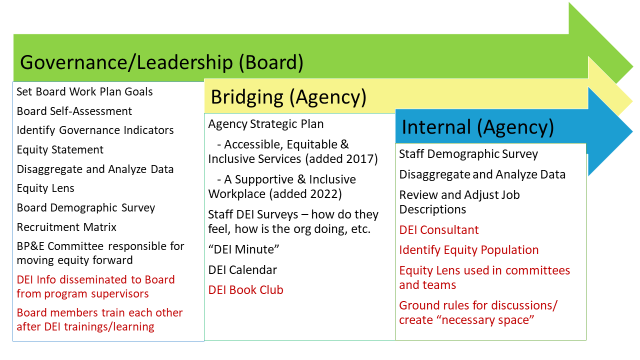 Governance/Leadership (Board)
Set Board Work Plan Goals
Board Self-Assessment
Identify Governance Indicators
Equity Statement
Disaggregate and Analyze Data
Equity Lens
Board Demographic Survey
Recruitment Matrix
BP&E Committee responsible for
moving equity forward
DEI Info disseminated to Board
from program supervisors
Board members train each other
after DEI trainings/learning
Bridging (Agency)
Agency Strategic Plan
- Accessible, Equitable &
Inclusive Services (added 2017)
- A Supportive & Inclusive
Workplace (added 2022)
Staff DEI Surveys – how do they
feel, how is the org doing, etc.
“DEI Minute”
DEI Calendar
DEI Book Club
Internal (Agency)
Staff Demographic Survey
Disaggregate and Analyze Data
Review and Adjust Job
Descriptions
DEI Consultant
Identify Equity Population
Equity Lens used in committees
and teams
Ground rules for discussions/
create “necessary space”